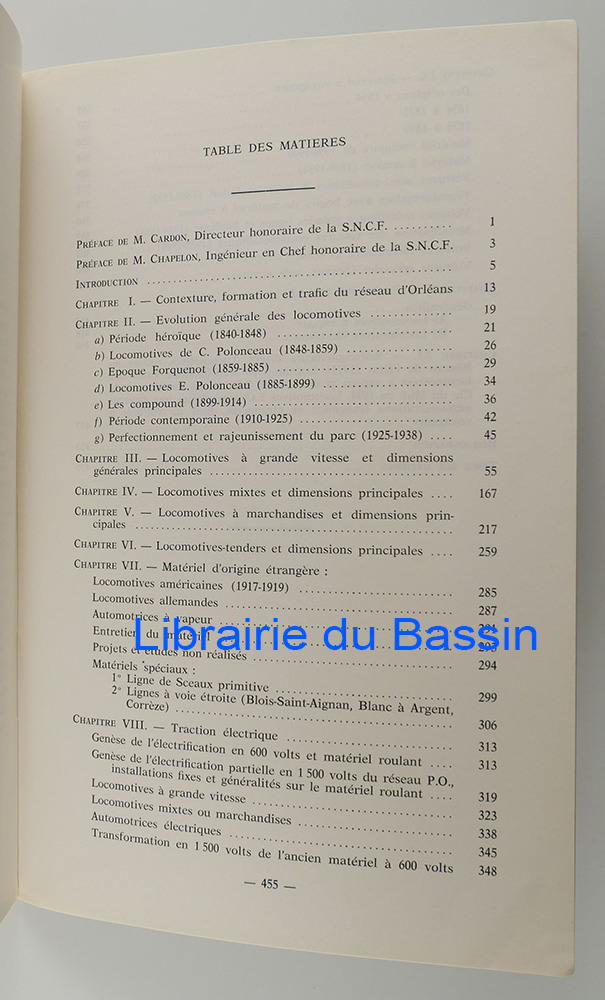 TABLE DES MATIERES
PRÉFACE DE M. CARDON, Directeur honoraire de la S.N.C.F. .......... 1
PRÉFACE DE M. CHAPELON, Ingénieur en Chef honoraire de la S.N.C.F. 3
INTRODUCTION .......... 5
CHAPITRE I. — Contexture, formation et trafic du réseau d'Orléans 13
CHAPITRE II. — Evolution générale des locomotives .......... 19
a) Période héroïque (1840-1848) .......... 21
b) Locomotives de C. Polonceau (1848-1859) .......... 26
c) Epoque Forquenot (1859-1885) .......... 29
d) Locomotives E. Polonceau (1885-1899) .......... 34
e) Les compound (1899-1914) .......... 36
f) Période contemporaine (1910-1925) .......... 42
g) Perfectionnement et rajeunissement du parc (1925-1938) .... 45
CHAPITRE III. — Locomotives à grande vitesse et dimensions
générales principales .......... 55
CHAPITRE IV. — Locomotives mixtes et dimensions principales .... 167
CHAPITRE V. — Locomotives à marchandises et dimensions prin-
cipales .......... 217
CHAPITRE VI. — Locomotives-tenders et dimensions principales .... 259
CHAPITRE VII. — Matériel d'origine étrangère :
Locomotives américaines (1917-1919) .......... 285
Locomotives allemandes .......... 287
Automotrices à vapeur ..........
Entretien du matériel ..........
Librairie du Bassin
Projets et études non réalisés .......... 294
Matériels spéciaux :
1° Ligne de Sceaux primitive .......... 299
2° Lignes à voie étroite (Blois-Saint-Aignan, Blanc à Argent,
Corrèze) .......... 306
CHAPITRE VIII. — Traction électrique .......... 313
Genèse de l'électrification en 600 volts et matériel roulant .... 313
Genèse de l'électrification partielle en 1 500 volts du réseau P.O.,
installations fixes et généralités sur le matériel roulant .... 319
Locomotives à grande vitesse .......... 323
Locomotives mixtes ou marchandises .......... 338
Automotrices électriques .......... 345
Transformation en 1 500 volts de l'ancien matériel à 600 volts 348
— 455 —